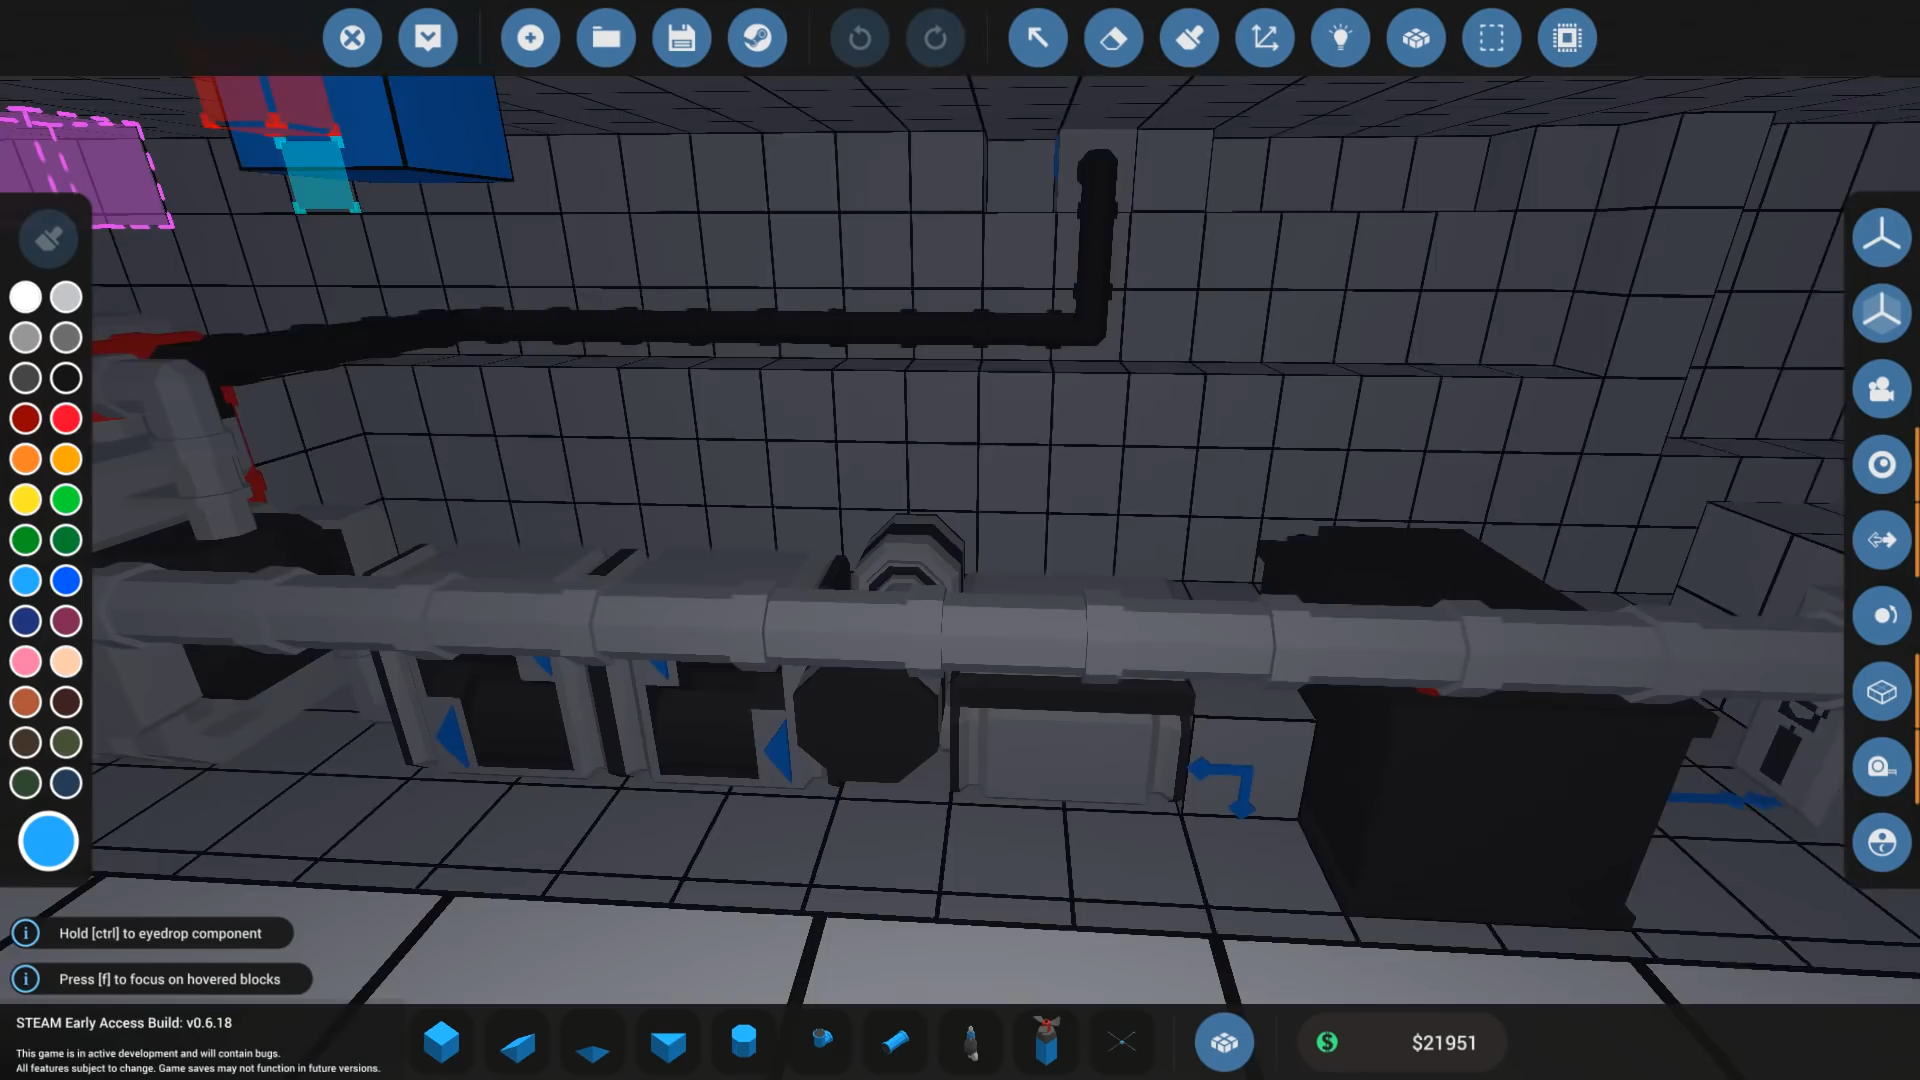 Hold [ctrl] to eyedrop component
Press [f] to focus on hovered blocks
STEAM Early Access Build: v0.6.18
This game is in active development and will contain bugs.
All features subject to change. Game saves may not function in future versions.
$21951